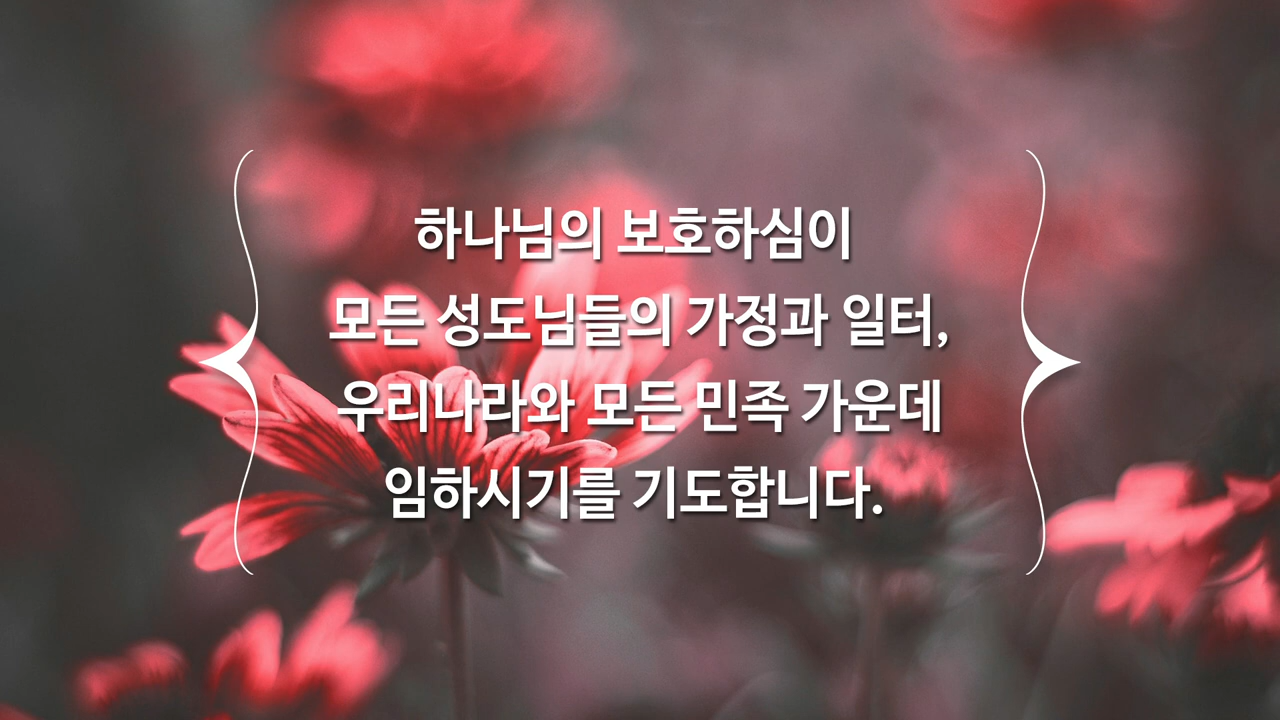 하나님의 보호하심이
모든 성도님들의 가정과 일터,
우리나라와 모든 민족 가운데
임하시기를 기도합니다.